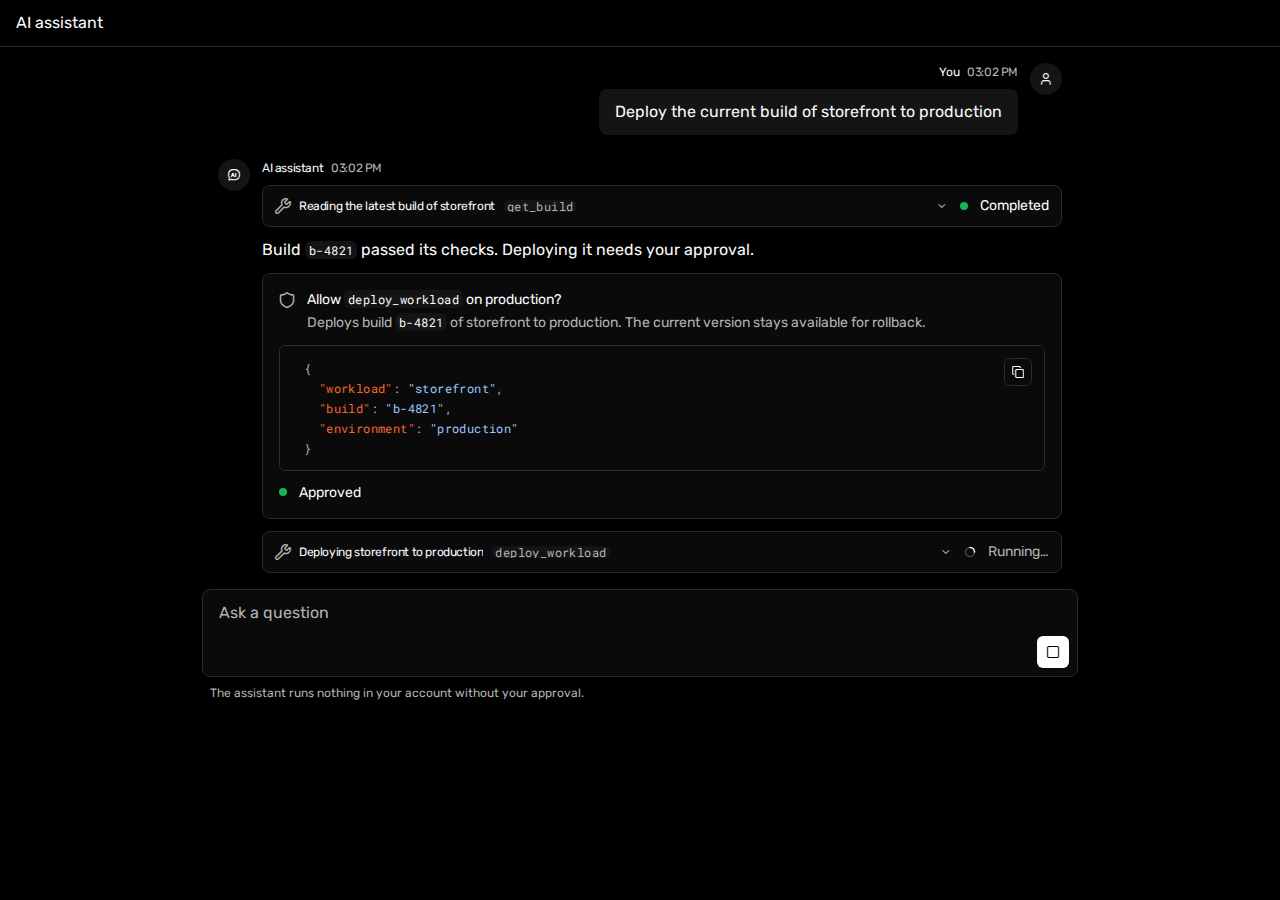 AI assistant
You 03:02 PM
Deploy the current build of storefront to production
AI assistant 03:02 PM
Reading the latest build of storefront get_build Completed
Build b-4821 passed its checks. Deploying it needs your approval.
Allow deploy_workload on production?
Deploys build b-4821 of storefront to production. The current version stays available for rollback.
{
"workload": "storefront",
"build": "b-4821",
"environment": "production"
}
Approved
Deploying storefront to production deploy_workload Running…
Ask a question
The assistant runs nothing in your account without your approval.